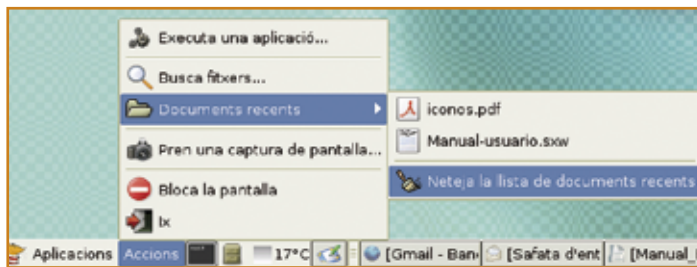 Executa una aplicació...
Busca fitxers...
Documents recents
Pren una captura de pantalla...
Bloca la pantalla
Ix
iconos.pdf
Manual-usuario.sxw
Neteja la llista de documents recents
Aplicacions Accions 17°C [Gmail - Ban [Safata d'ent [Manual_